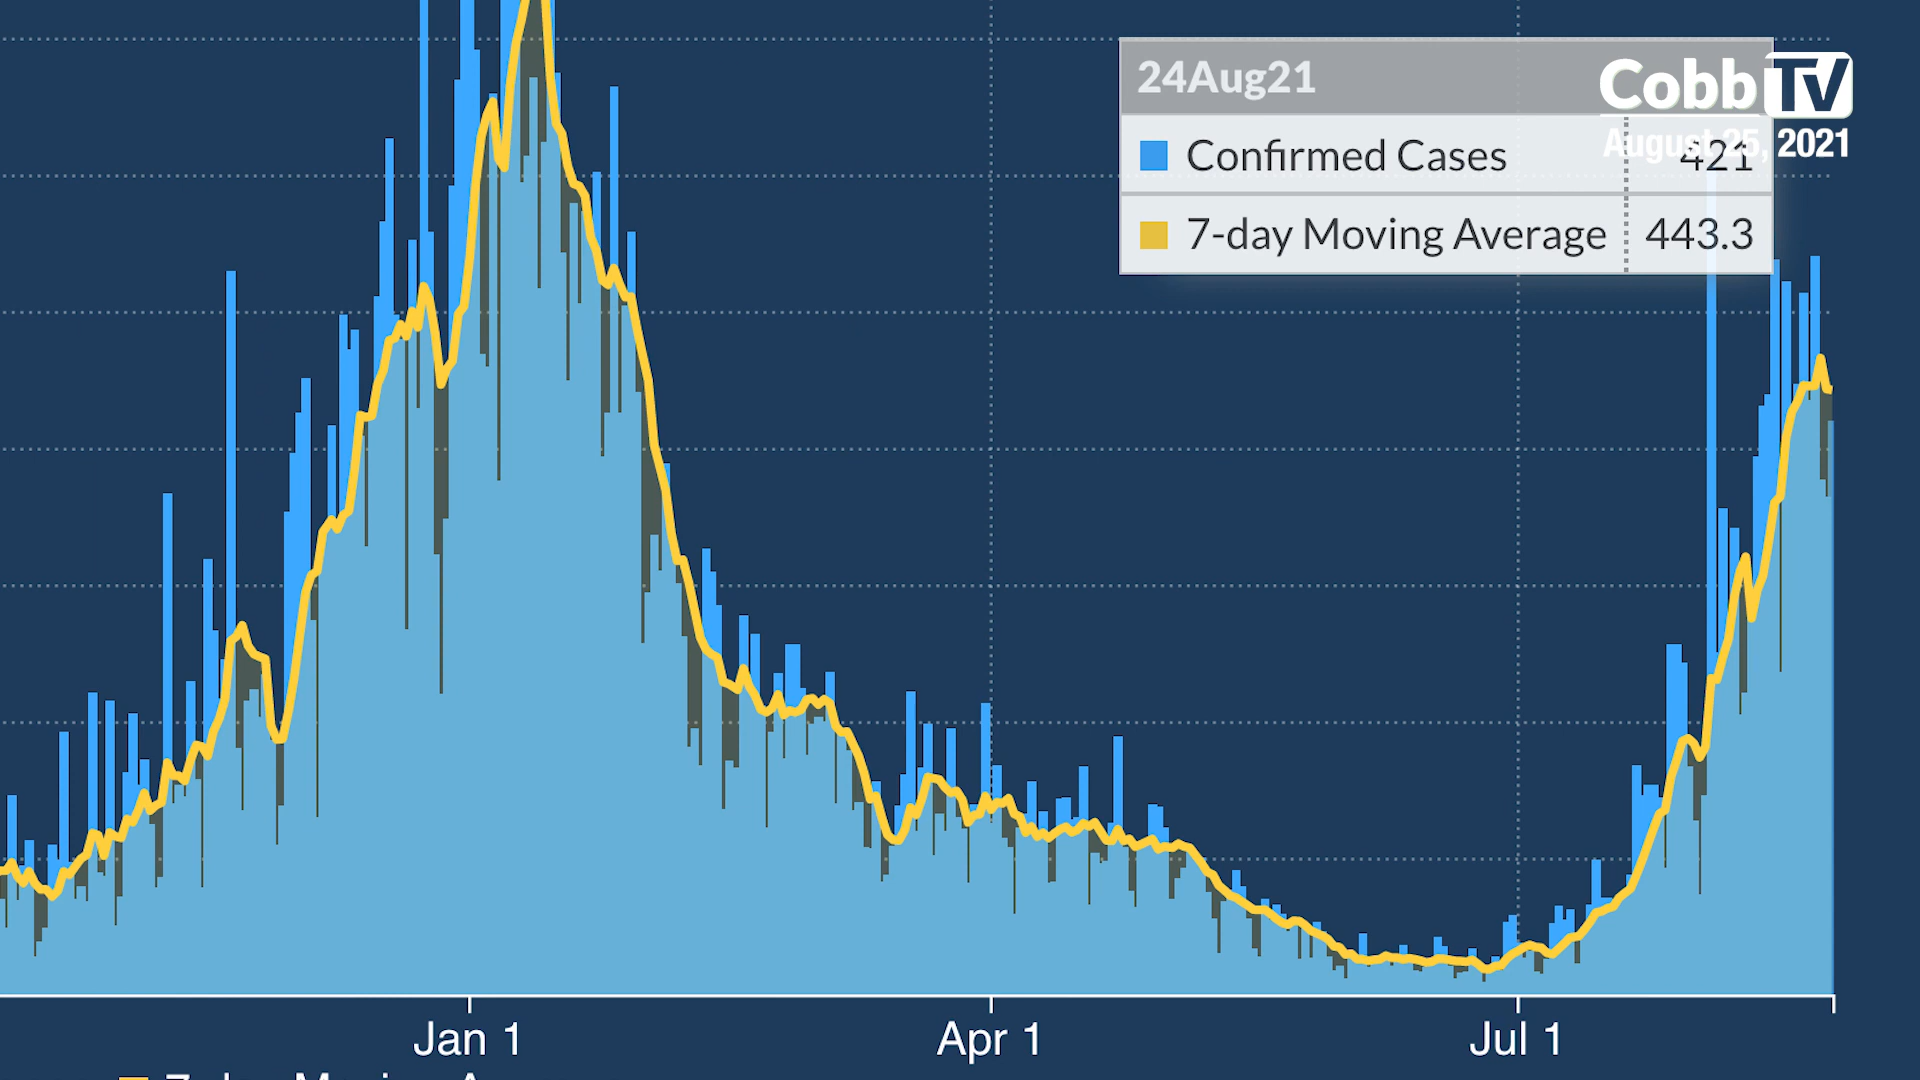 24Aug21
CobbTV
August 25, 2021
Confirmed Cases 421
7-day Moving Average 443.3
Jan 1
Apr 1
Jul 1